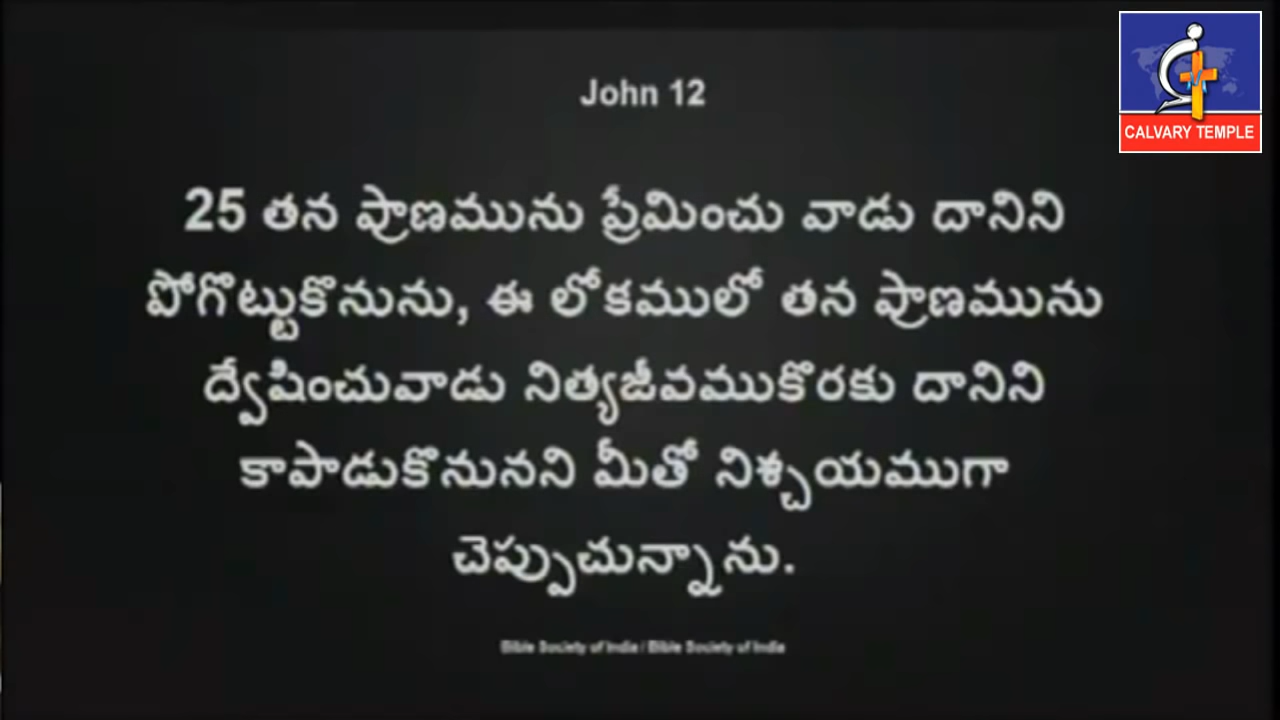 John 12
CALVARY TEMPLE
25 తన ప్రాణమును ప్రేమించు వాడు దానిని
పోగొట్టుకొనును, ఈ లోకములో తన ప్రాణమును
ద్వేషించువాడు నిత్యజీవముకొరకు దానిని
కాపాడుకొనునని మీతో నిశ్చయముగా
చెప్పుచున్నాను.
Bible Society of India / Bible Society of India